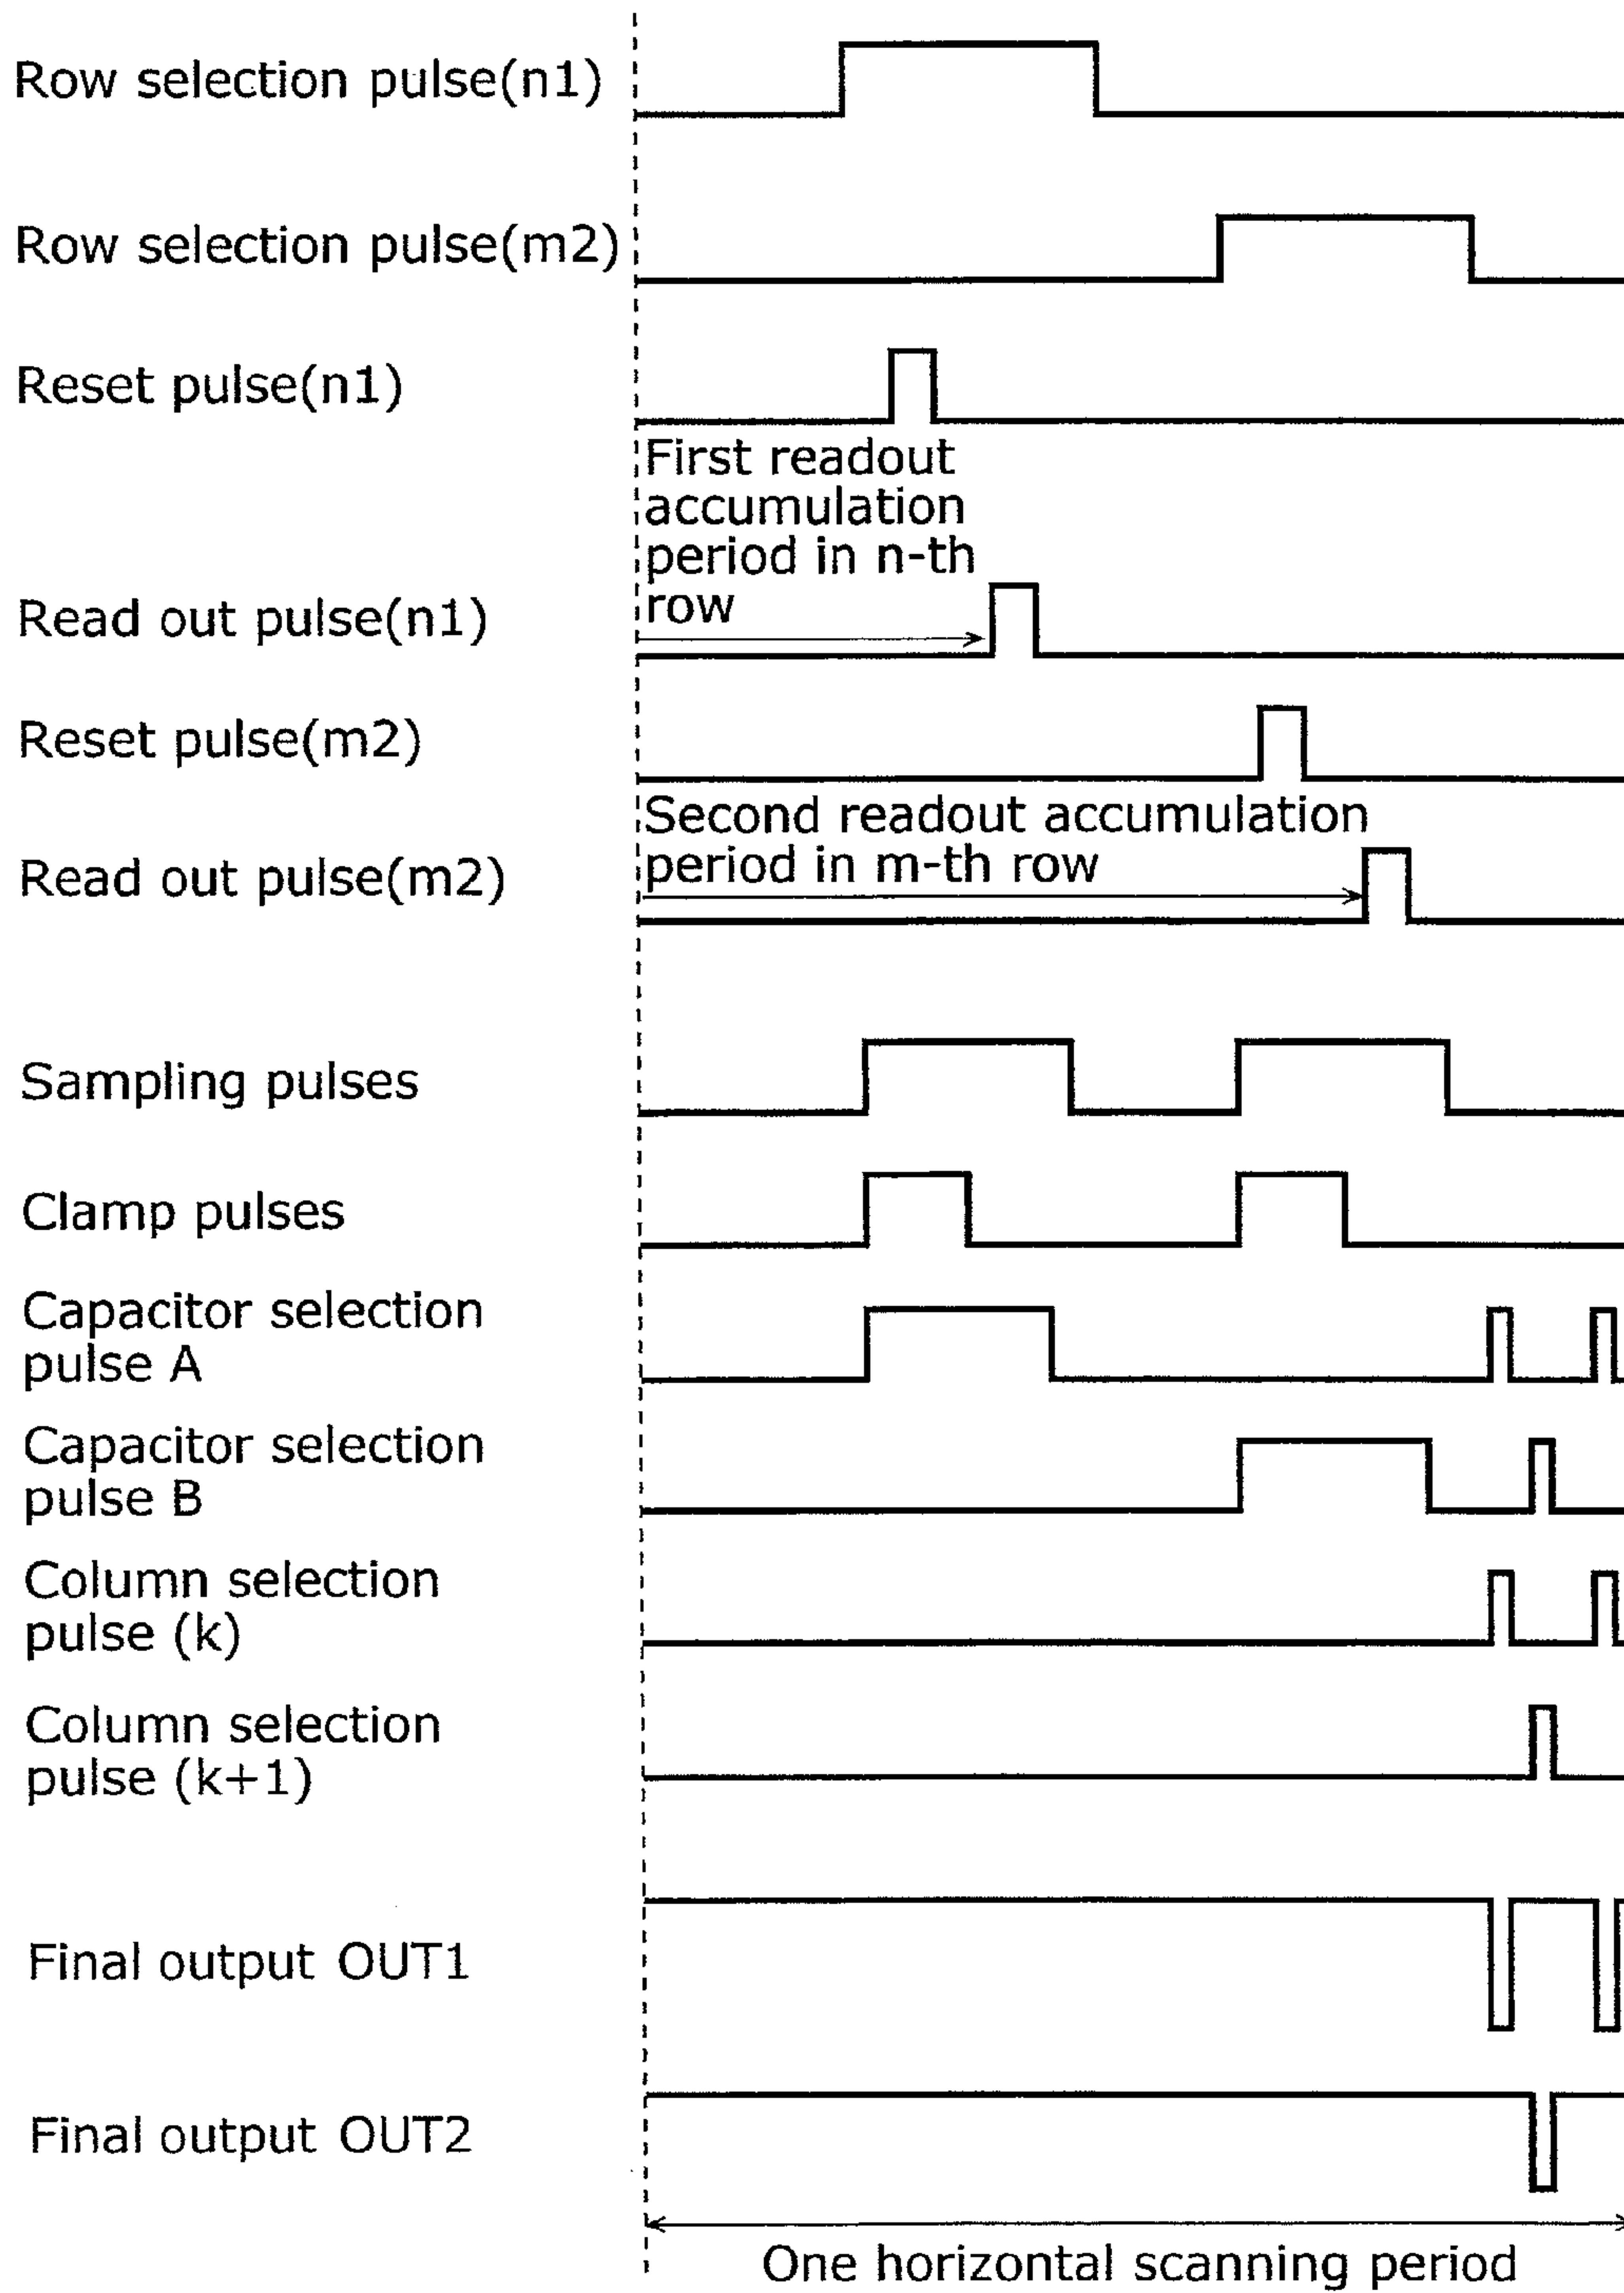 Row selection pulse(n1)
Row selection pulse(m2)
Reset pulse(n1)
First readout
accumulation
period in n-th
row
Read out pulse(n1)
Reset pulse(m2)
Second readout accumulation
period in m-th row
Read out pulse(m2)
Sampling pulses
Clamp pulses
Capacitor selection
pulse A
Capacitor selection
pulse B
Column selection
pulse (k)
Column selection
pulse (k+1)
Final output OUT1
Final output OUT2
One horizontal scanning period